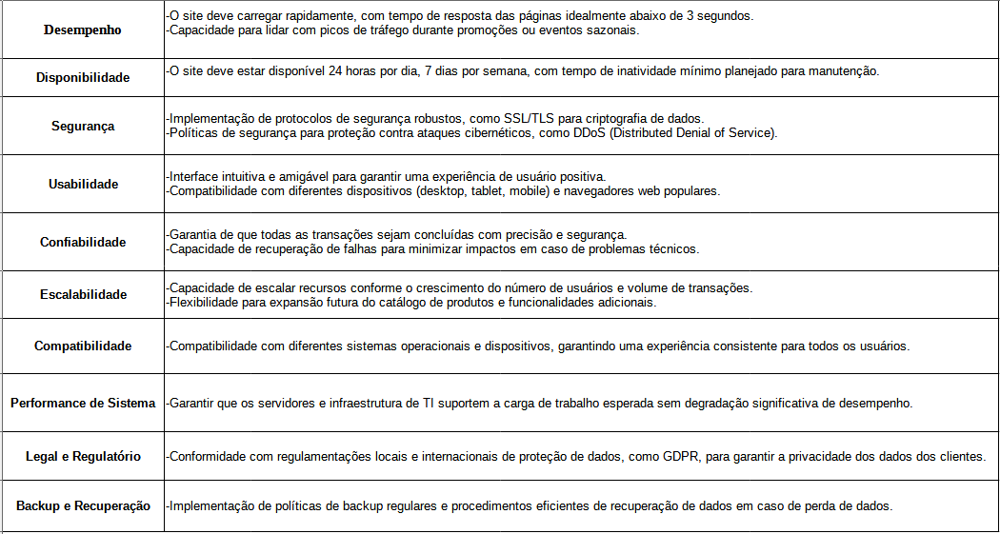 Desempenho
-O site deve carregar rapidamente, com tempo de resposta das páginas idealmente abaixo de 3 segundos.
-Capacidade para lidar com picos de tráfego durante promoções ou eventos sazonais.
Disponibilidade
-O site deve estar disponível 24 horas por dia, 7 dias por semana, com tempo de inatividade mínimo planejado para manutenção.
Segurança
-Implementação de protocolos de segurança robustos, como SSL/TLS para criptografia de dados.
-Políticas de segurança para proteção contra ataques cibernéticos, como DDoS (Distributed Denial of Service).
Usabilidade
-Interface intuitiva e amigável para garantir uma experiência de usuário positiva.
-Compatibilidade com diferentes dispositivos (desktop, tablet, mobile) e navegadores web populares.
Confiabilidade
-Garantia de que todas as transações sejam concluídas com precisão e segurança.
-Capacidade de recuperação de falhas para minimizar impactos em caso de problemas técnicos.
Escalabilidade
-Capacidade de escalar recursos conforme o crescimento do número de usuários e volume de transações.
-Flexibilidade para expansão futura do catálogo de produtos e funcionalidades adicionais.
Compatibilidade
-Compatibilidade com diferentes sistemas operacionais e dispositivos, garantindo uma experiência consistente para todos os usuários.
Performance de Sistema
-Garantir que os servidores e infraestrutura de TI suportem a carga de trabalho esperada sem degradação significativa de desempenho.
Legal e Regulatório
-Conformidade com regulamentações locais e internacionais de proteção de dados, como GDPR, para garantir a privacidade dos dados dos clientes.
Backup e Recuperação
-Implementação de políticas de backup regulares e procedimentos eficientes de recuperação de dados em caso de perda de dados.